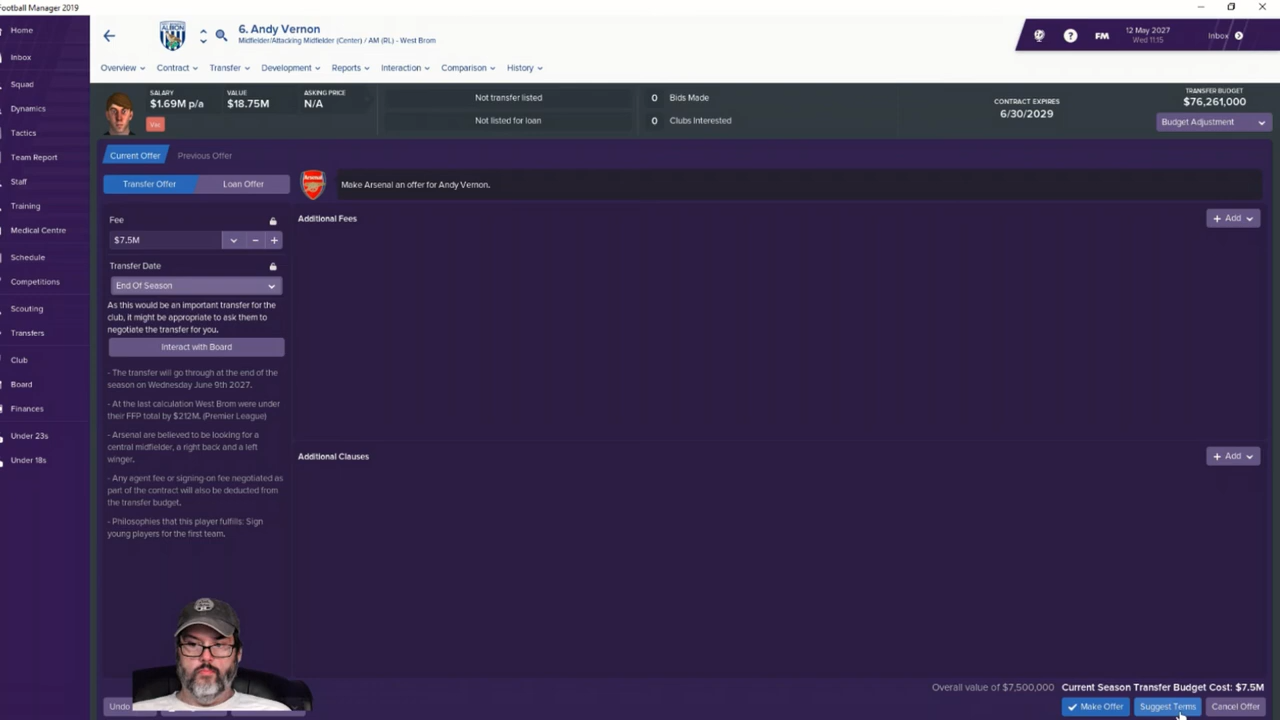 Football Manager 2019
Home
Inbox
Squad
Dynamics
Tactics
Team Report
Staff
Training
Medical Centre
Schedule
Competitions
Scouting
Transfers
Club
Board
Finances
Under 23s
Under 18s
ALBION
6. Andy Vernon
Midfielder/Attacking Midfielder (Center) / AM (RL) - West Brom
FM
12 May 2027
Wed 11:15
Inbox
Overview
Contract
Transfer
Development
Reports
Interaction
Comparison
History
SALARY
$1.69M p/a
VALUE
$18.75M
ASKING PRICE
N/A
Not transfer listed
Not listed for loan
0 Bids Made
0 Clubs Interested
CONTRACT EXPIRES
6/30/2029
TRANSFER BUDGET
$76,261,000
Budget Adjustment
Current Offer
Previous Offer
Transfer Offer
Loan Offer
Arsenal
Make Arsenal an offer for Andy Vernon.
Fee
$7.5M
Transfer Date
End Of Season
As this would be an important transfer for the
club, it might be appropriate to ask them to
negotiate the transfer for you.
Interact with Board
- The transfer will go through at the end of the
season on Wednesday June 9th 2027.
- At the last calculation West Brom were under
their FFP total by $212M. (Premier League)
- Arsenal are believed to be looking for a
central midfielder, a right back and a left
winger.
- Any agent fee or signing-on fee negotiated as
part of the contract will also be deducted from
the transfer budget.
- Philosophies that this player fulfills: Sign
young players for the first team.
Additional Fees
+ Add
Additional Clauses
+ Add
Undo
Overall value of $7,500,000
Current Season Transfer Budget Cost: $7.5M
Make Offer
Suggest Terms
Cancel Offer